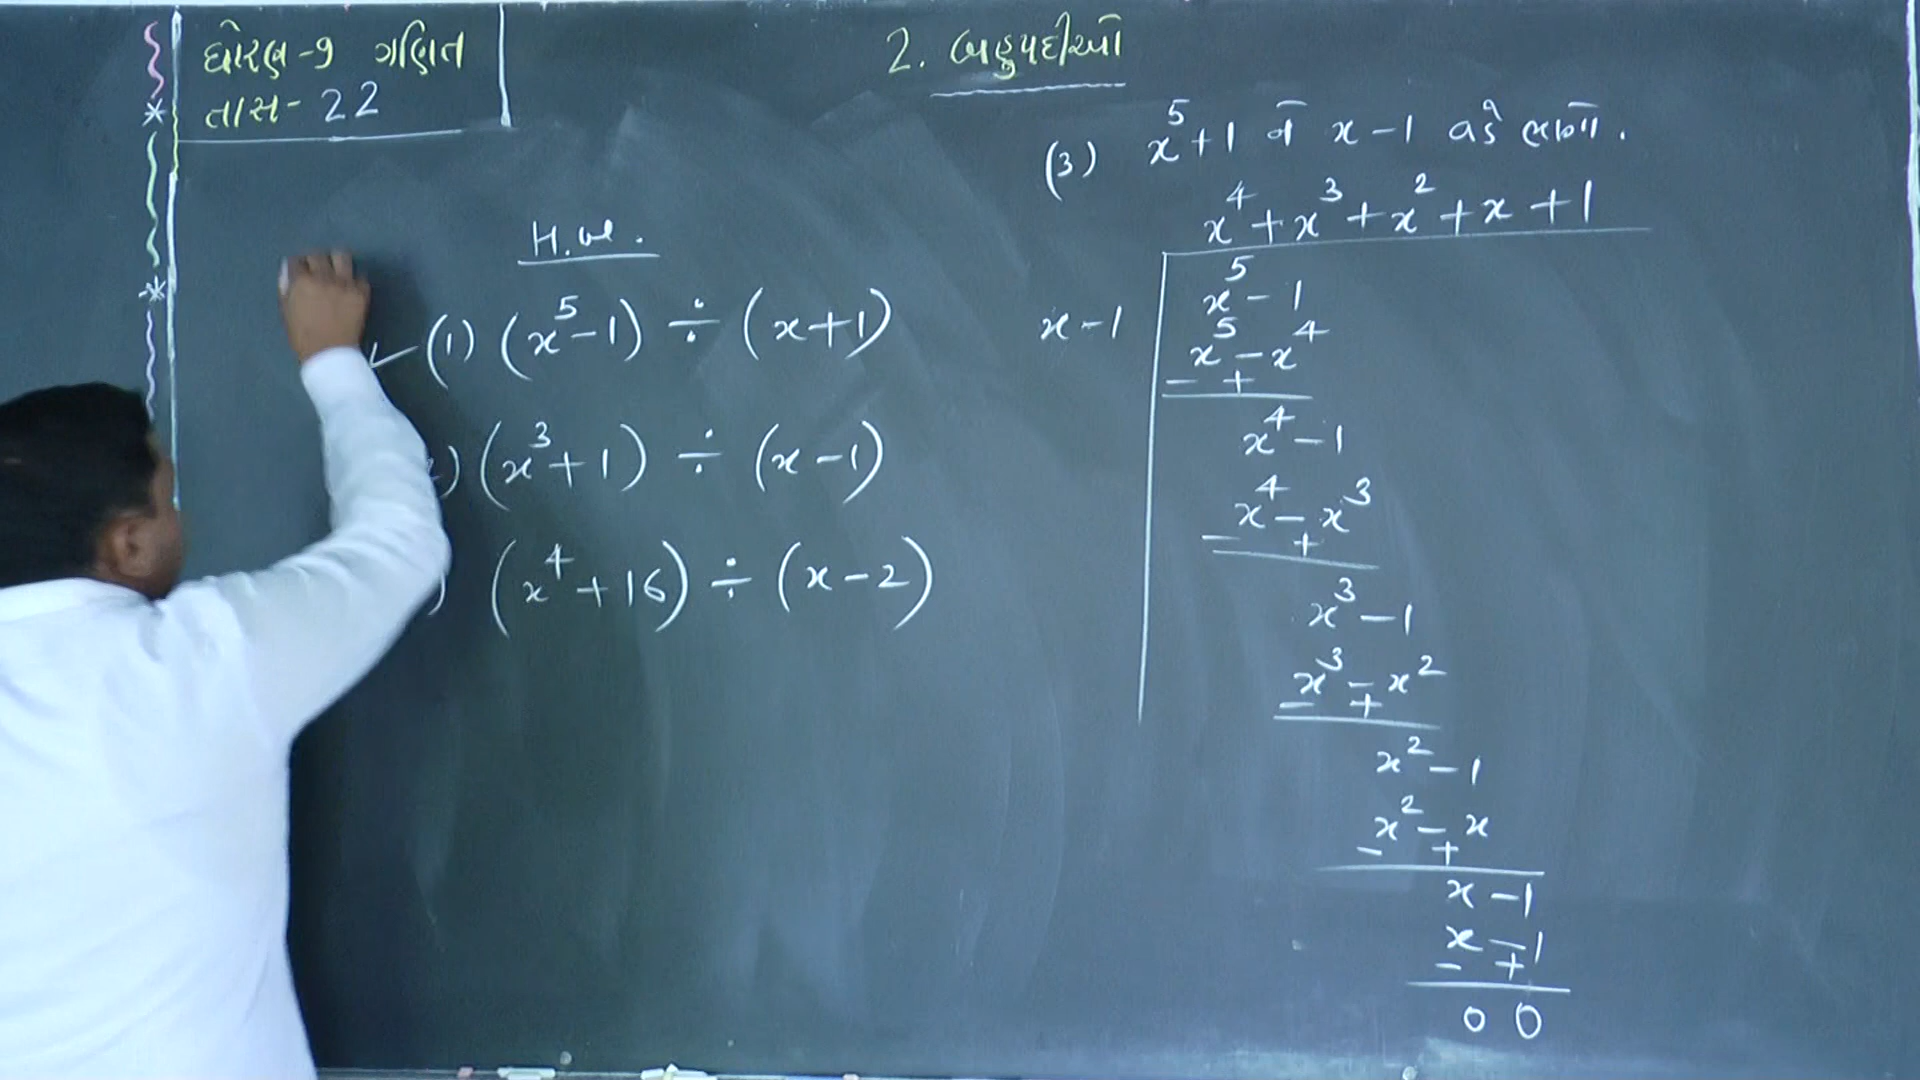 ધોરણ-9 ગણિત
તાસ- 22
2. બહુપદીઓ
H.W.
(1) (x⁵-1) ÷ (x+1)
) (x³+1) ÷ (x-1)
) (x⁴+16) ÷ (x-2)
(3) x⁵+1 ને x-1 વડે ભાગો.
x⁴+x³+x²+x+1
x-1
x⁵-1
x⁵-x⁴
- +
x⁴-1
x⁴-x³
- +
x³-1
x³-x²
- +
x²-1
x²-x
- +
x-1
x-1
- +
0 0